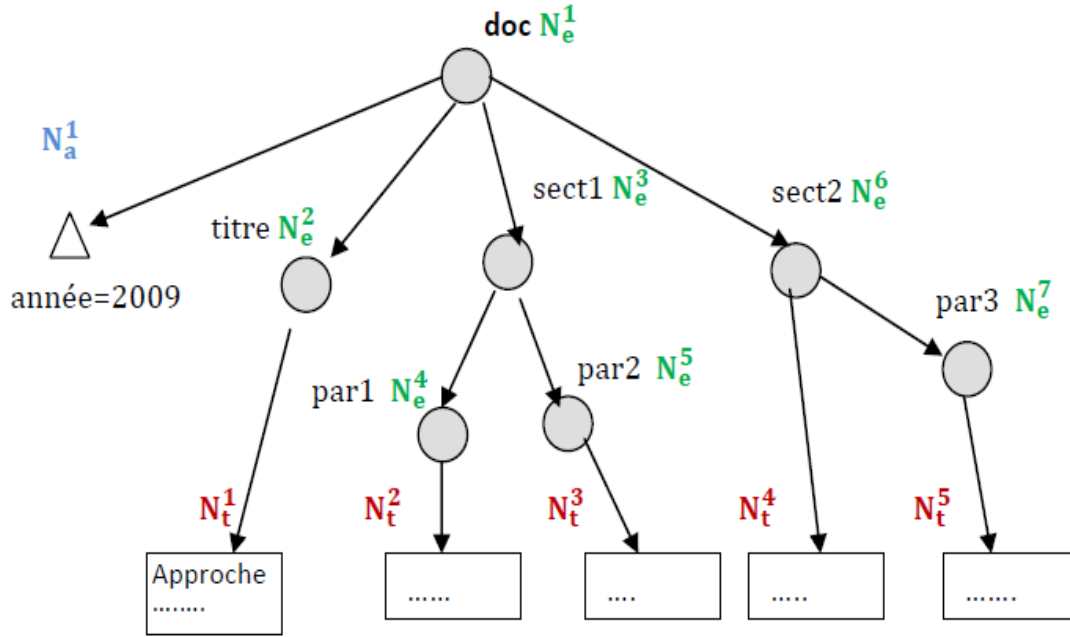 doc N_e^1
N_a^1
sect1 N_e^3
sect2 N_e^6
titre N_e^2
année=2009
par3 N_e^7
par1 N_e^4
par2 N_e^5
N_t^1
N_t^2
N_t^3
N_t^4
N_t^5
Approche
........
......
....
.....
.......